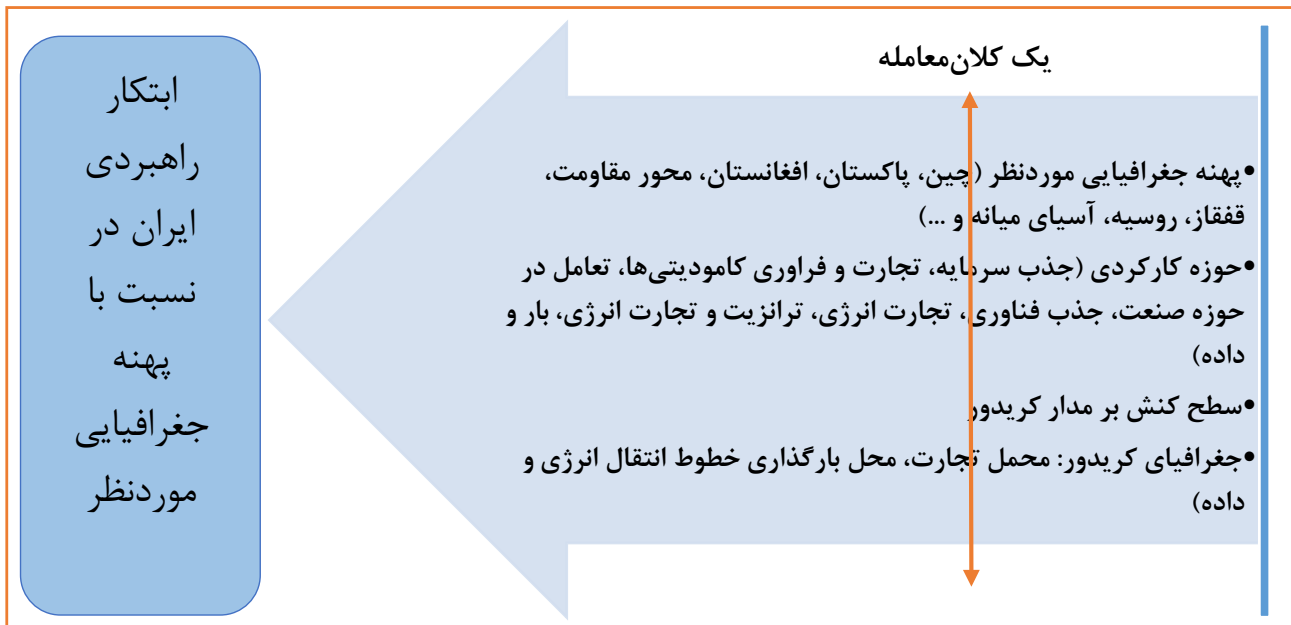 یک کلان‌معامله
•پهنه جغرافیایی موردنظر (چین، پاکستان، افغانستان، محور مقاومت،
قفقاز، روسیه، آسیای میانه و ...)
•حوزه کارکردی (جذب سرمایه، تجارت و فراوری کامودیتی‌ها، تعامل در
حوزه صنعت، جذب فناوری، تجارت انرژی، ترانزیت و تجارت انرژی، بار و
داده)
•سطح کنش بر مدار کریدور
•جغرافیای کریدور: محمل تجارت، محل بارگذاری خطوط انتقال انرژی و
داده)
ابتکار
راهبردی
ایران در
نسبت با
پهنه
جغرافیایی
موردنظر